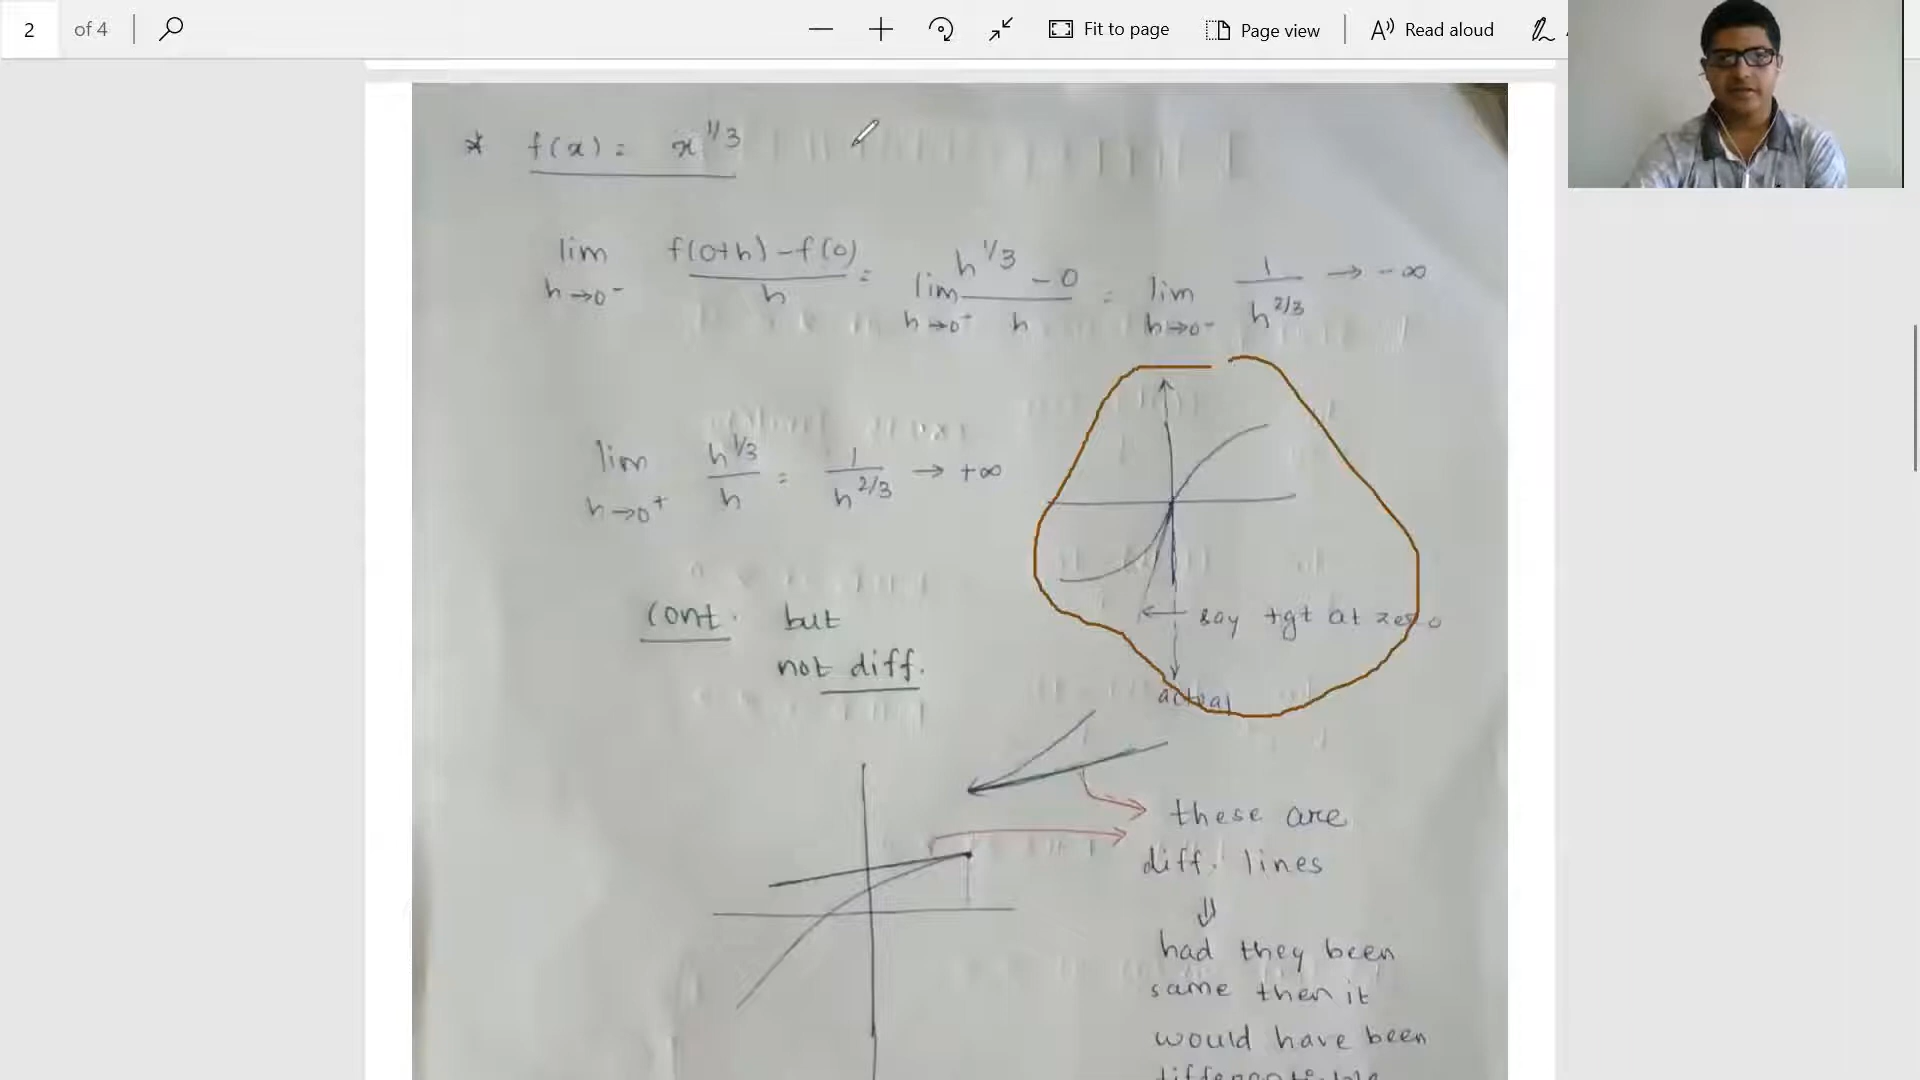 2 of 4 Fit to page Page view Read aloud
* f(x) = x^1/3
lim h→0- f(0+h)-f(0) / h = lim h→0- h^1/3 - 0 / h = lim h→0- 1 / h^2/3 → -∞
lim h→0+ h^1/3 / h = 1 / h^2/3 → +∞
cont. but
not diff.
say tgt at zero
actual
these are
diff. lines
⇓
had they been
same then it
would have been